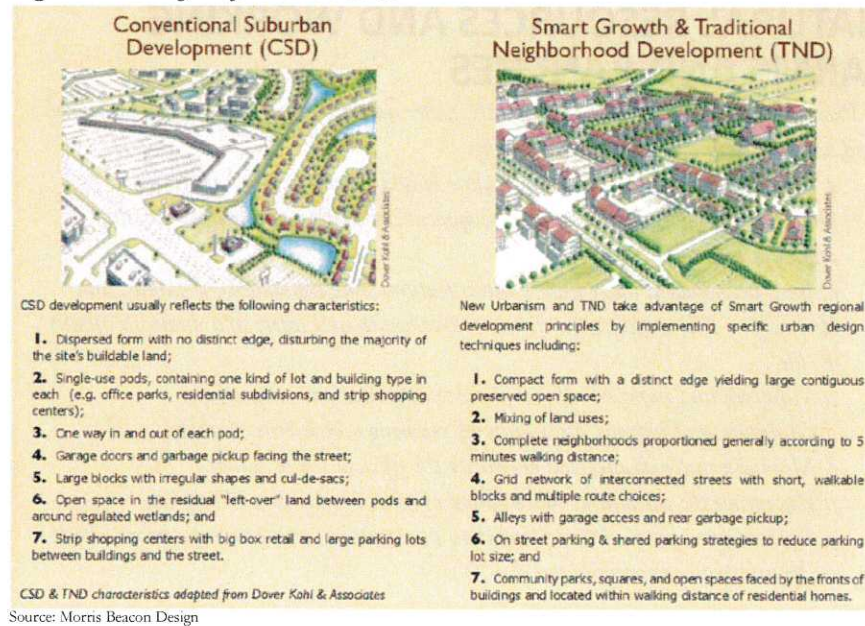 Conventional Suburban
Development (CSD)
Dover Kohl & Associates
CSD development usually reflects the following characteristics:
1. Dispersed form with no distinct edge, disturbing the majority of
the site's buildable land;
2. Single-use pods, containing one kind of lot and building type in
each (e.g. office parks, residential subdivisions, and strip shopping
centers);
3. One way in and out of each pod;
4. Garage doors and garbage pickup facing the street;
5. Large blocks with irregular shapes and cul-de-sacs;
6. Open space in the residual "left-over" land between pods and
around regulated wetlands; and
7. Strip shopping centers with big box retail and large parking lots
between buildings and the street.
CSD & TND characteristics adapted from Dover Kohl & Associates
Smart Growth & Traditional
Neighborhood Development (TND)
Dover Kohl & Associates
New Urbanism and TND take advantage of Smart Growth regional
development principles by implementing specific urban design
techniques including:
1. Compact form with a distinct edge yielding large contiguous
preserved open space;
2. Mixing of land uses;
3. Complete neighborhoods proportioned generally according to 5
minutes walking distance;
4. Grid network of interconnected streets with short, walkable
blocks and multiple route choices;
5. Alleys with garage access and rear garbage pickup;
6. On street parking & shared parking strategies to reduce parking
lot size; and
7. Community parks, squares, and open spaces faced by the fronts of
buildings and located within walking distance of residential homes.
Source: Morris Beacon Design